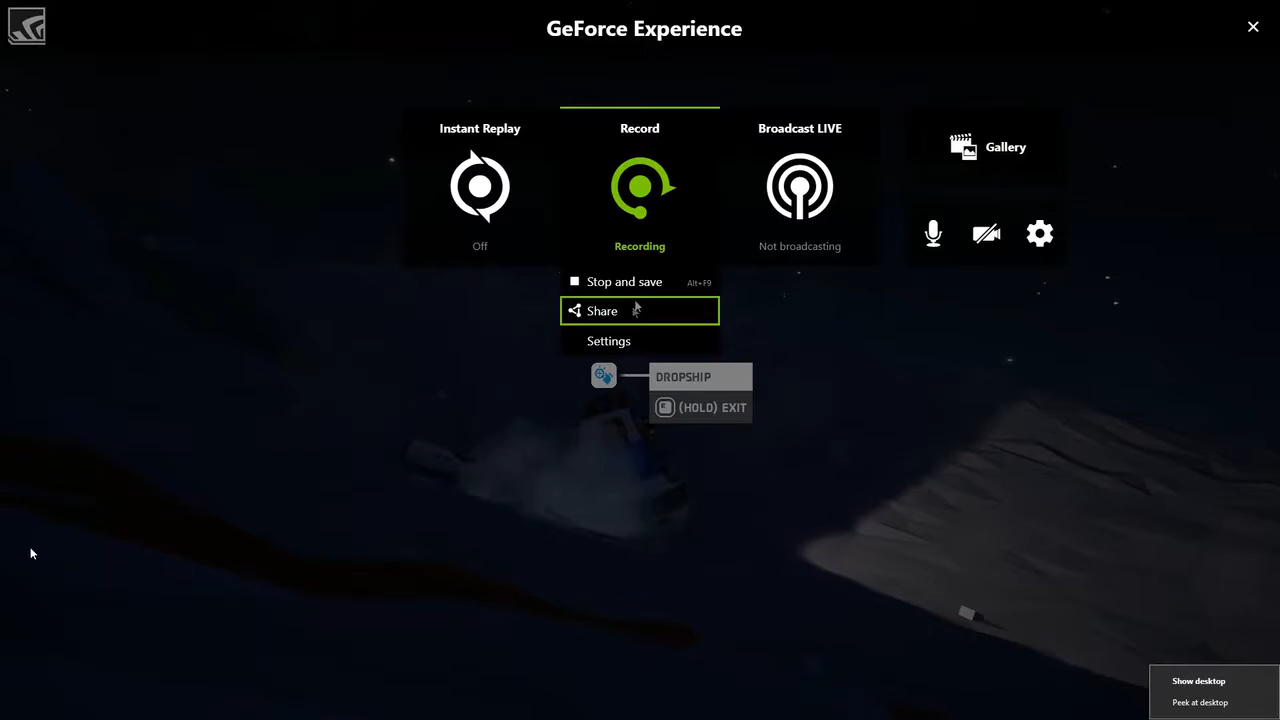 GeForce Experience
Instant Replay
Record
Broadcast LIVE
Gallery
Off
Recording
Not broadcasting
Stop and save Alt+F9
Share
Settings
DROPSHIP
E (HOLD) EXIT
Show desktop
Peek at desktop